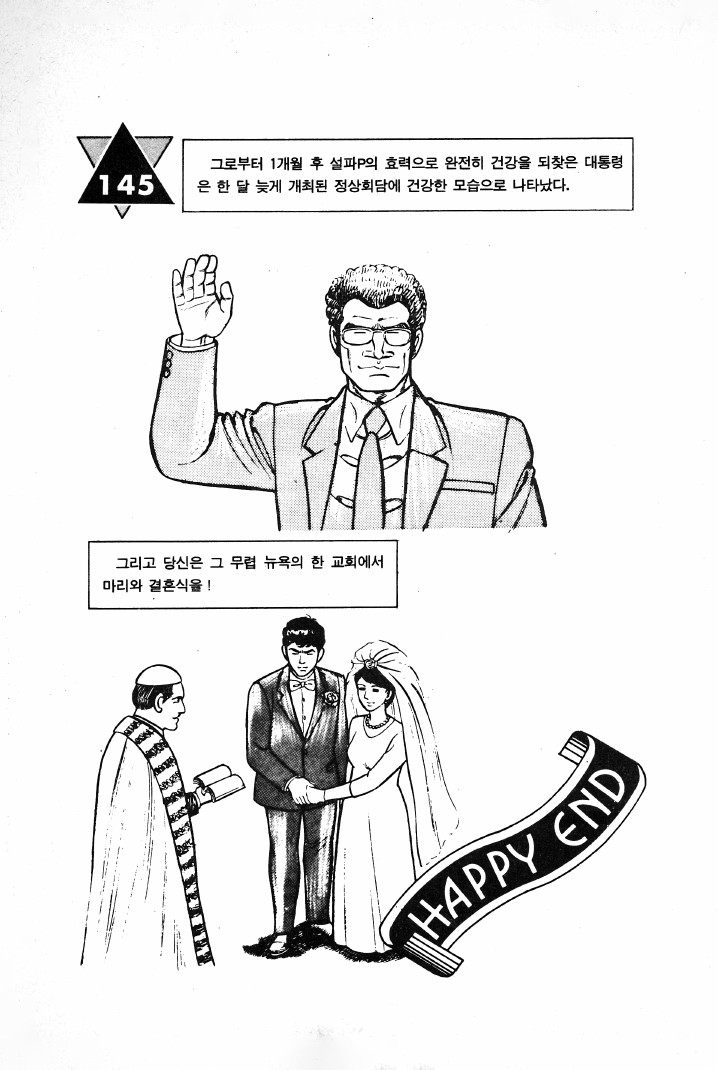 145
그로부터 1개월 후 설파P의 효력으로 완전히 건강을 되찾은 대통령
은 한 달 늦게 개최된 정상회담에 건강한 모습으로 나타났다.
그리고 당신은 그 무렵 뉴욕의 한 교회에서
마리와 결혼식을!
HAPPY END